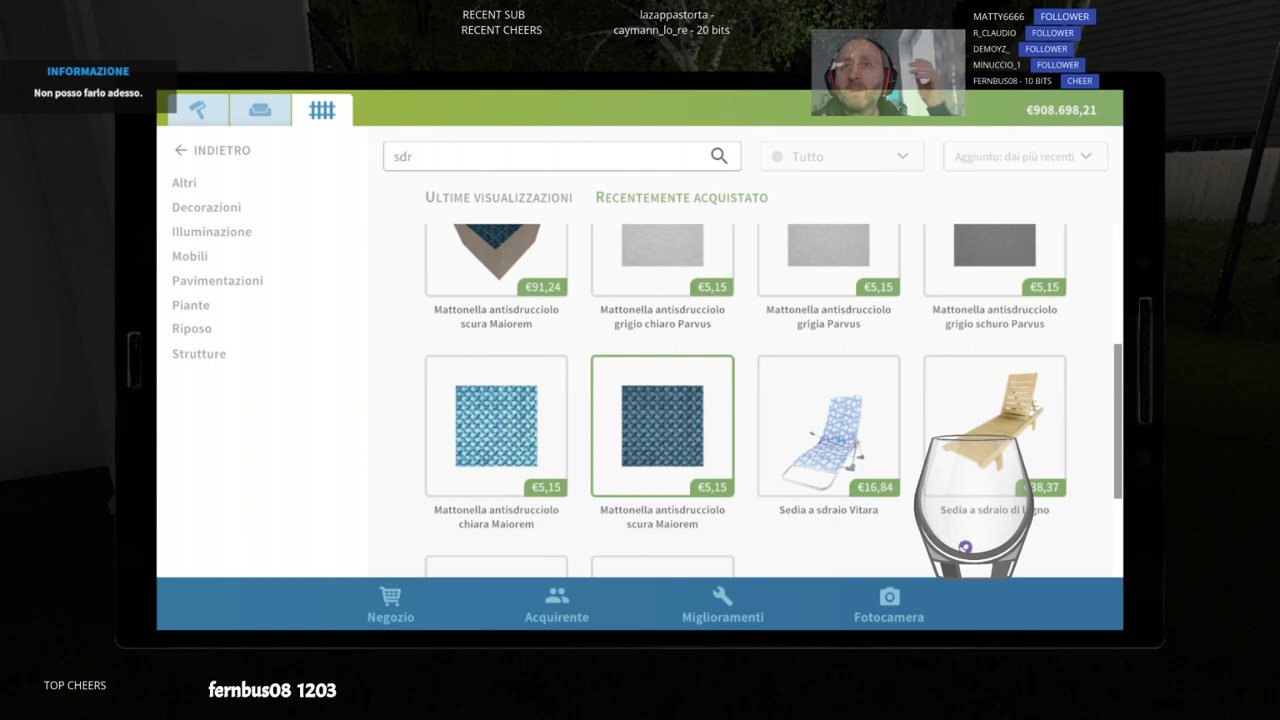 RECENT SUB
lazappastorta -
RECENT CHEERS
caymann_lo_re - 20 bits
MATTY6666 FOLLOWER
R_CLAUDIO FOLLOWER
DEMOYZ_ FOLLOWER
MINUCCIO_1 FOLLOWER
FERNBUS08 - 10 BITS CHEER
INFORMAZIONE
Non posso farlo adesso.
€908.698,21
INDIETRO
Altri
Decorazioni
Illuminazione
Mobili
Pavimentazioni
Piante
Riposo
Strutture
sdr
Tutto
Aggiunto: dai più recenti
ULTIME VISUALIZZAZIONI
RECENTEMENTE ACQUISTATO
€91,24
€5,15
€5,15
€5,15
Mattonella antisdrucciolo
scura Maiorem
Mattonella antisdrucciolo
grigio chiaro Parvus
Mattonella antisdrucciolo
grigia Parvus
Mattonella antisdrucciolo
grigio schuro Parvus
€5,15
€5,15
€16,84
38,37
Mattonella antisdrucciolo
chiara Maiorem
Mattonella antisdrucciolo
scura Maiorem
Sedia a sdraio Vitara
Sedia a sdraio di legno
Negozio
Acquirente
Miglioramenti
Fotocamera
TOP CHEERS
fernbus08 1203